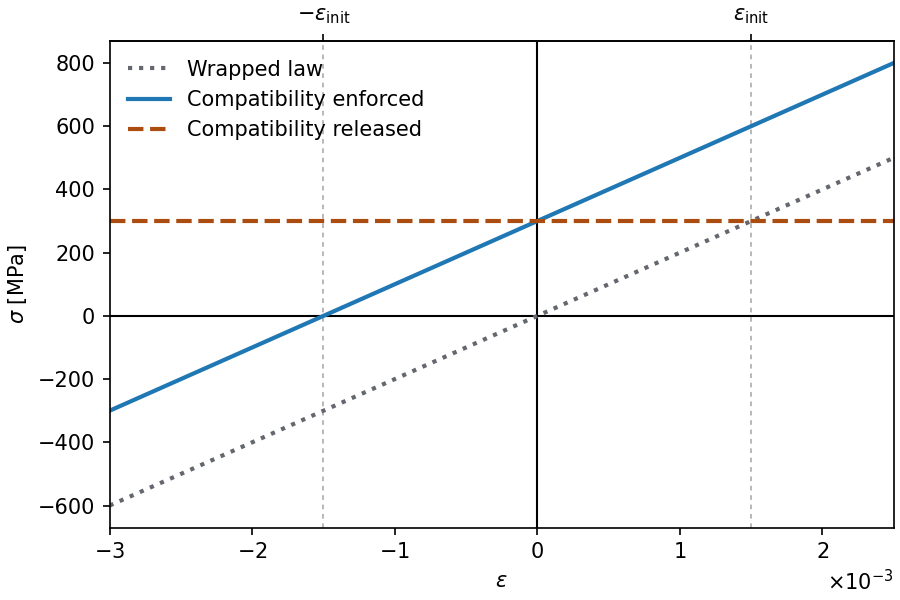 −ε_init ε_init
Wrapped law
Compatibility enforced
Compatibility released
800
600
400
200
0
−200
−400
−600
σ [MPa]
−3 −2 −1 0 1 2
ε
×10⁻³